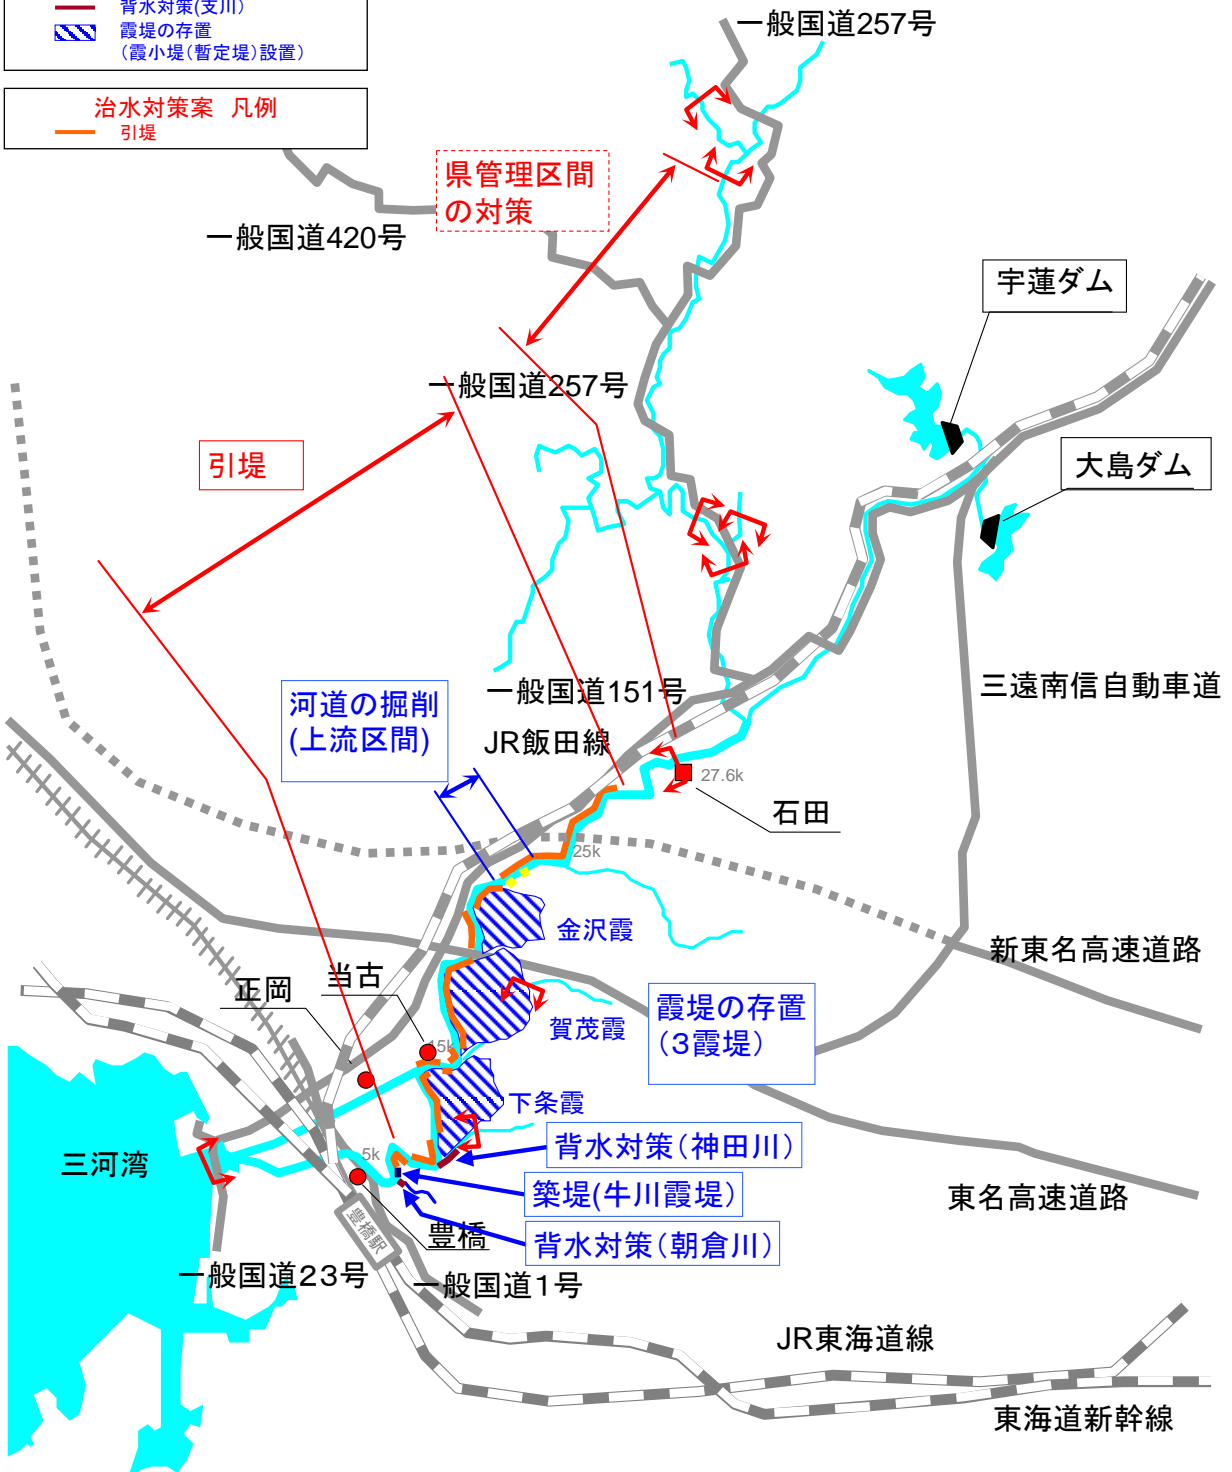 背水対策(支川)
霞堤の存置
(霞小堤(暫定堤)設置)
治水対策案 凡例
引堤
一般国道257号
県管理区間
の対策
一般国道420号
宇蓮ダム
一般国道257号
引堤
大島ダム
三遠南信自動車道
河道の掘削
(上流区間)
一般国道151号
JR飯田線
27.6k
石田
25k
金沢霞
新東名高速道路
当古
正岡
賀茂霞
霞堤の存置
(3霞堤)
15k
下条霞
三河湾
5k
背水対策(神田川)
築堤(牛川霞堤)
東名高速道路
豊橋駅
豊橋
背水対策(朝倉川)
一般国道23号
一般国道1号
JR東海道線
東海道新幹線